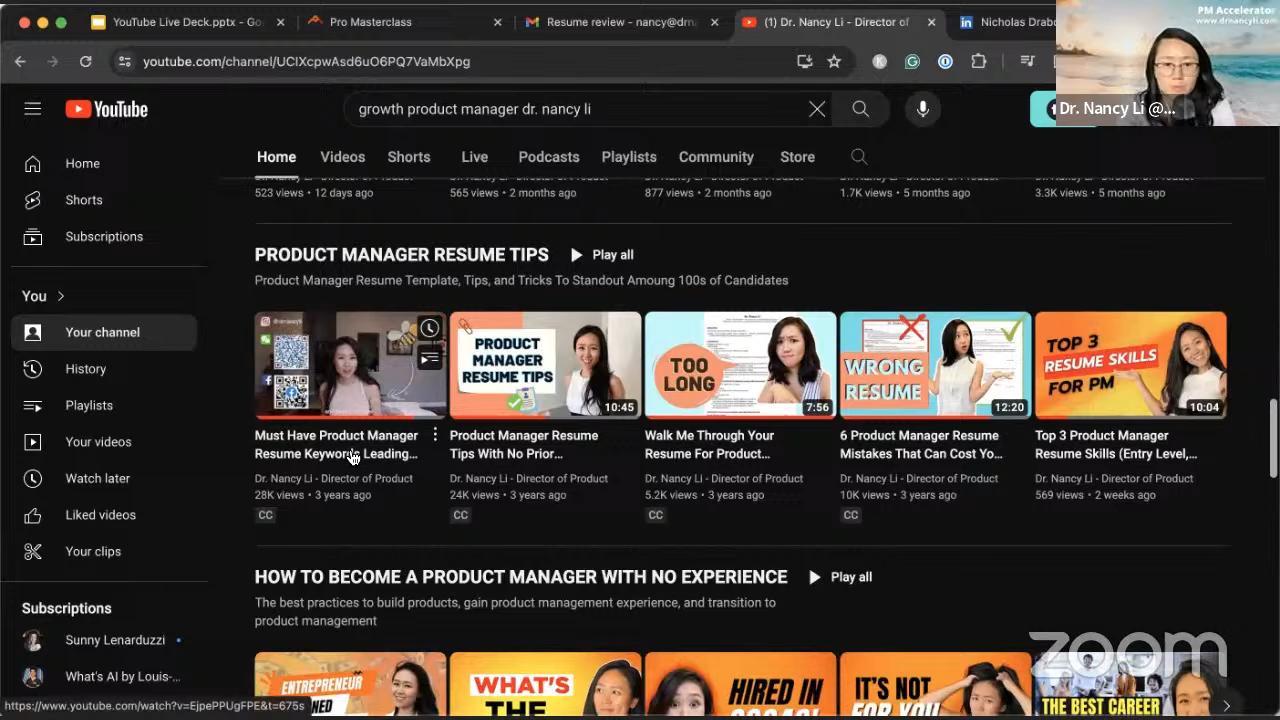 YouTube Live Deck.pptx - Go
Pro Masterclass
Resume review - nancy@drn
(1) Dr. Nancy Li - Director of
Nicholas Drab
PM Accelerator
www.drnancyli.com
youtube.com/channel/UCIXcpwAsd6uO6PQ7VaMbXpg
Dr. Nancy Li @...
YouTube
growth product manager dr. nancy li
Home
Videos
Shorts
Live
Podcasts
Playlists
Community
Store
Home
Shorts
Subscriptions
You
Your channel
History
Playlists
Your videos
Watch later
Liked videos
Your clips
Subscriptions
Sunny Lenarduzzi
What's AI by Louis-...
523 views • 12 days ago
565 views • 2 months ago
877 views • 2 months ago
1.7K views • 5 months ago
3.3K views • 5 months ago
PRODUCT MANAGER RESUME TIPS
Play all
Product Manager Resume Template, Tips, and Tricks To Standout Amoung 100s of Candidates
PRODUCT
MANAGER
RESUME TIPS
10:45
TOO
LONG
7:56
WRONG
RESUME
12:20
TOP 3
RESUME SKILLS
FOR PM
10:04
Must Have Product Manager
Resume Keywords Leading...
Dr. Nancy Li - Director of Product
28K views • 3 years ago
CC
Product Manager Resume
Tips With No Prior...
Dr. Nancy Li - Director of Product
24K views • 3 years ago
CC
Walk Me Through Your
Resume For Product...
Dr. Nancy Li - Director of Product
5.2K views • 3 years ago
CC
6 Product Manager Resume
Mistakes That Can Cost Yo...
Dr. Nancy Li - Director of Product
10K views • 3 years ago
CC
Top 3 Product Manager
Resume Skills (Entry Level,...
Dr. Nancy Li - Director of Product
569 views • 2 weeks ago
HOW TO BECOME A PRODUCT MANAGER WITH NO EXPERIENCE
Play all
The best practices to build products, gain product management experience, and transition to
product management
ENTREPRENEUR
WHAT'S
THE
HIRED IN
IT'S NOT
FOR YOU
THE BEST CAREER
zoom
https://www.youtube.com/watch?v=EjpePPUgFPE&t=675s